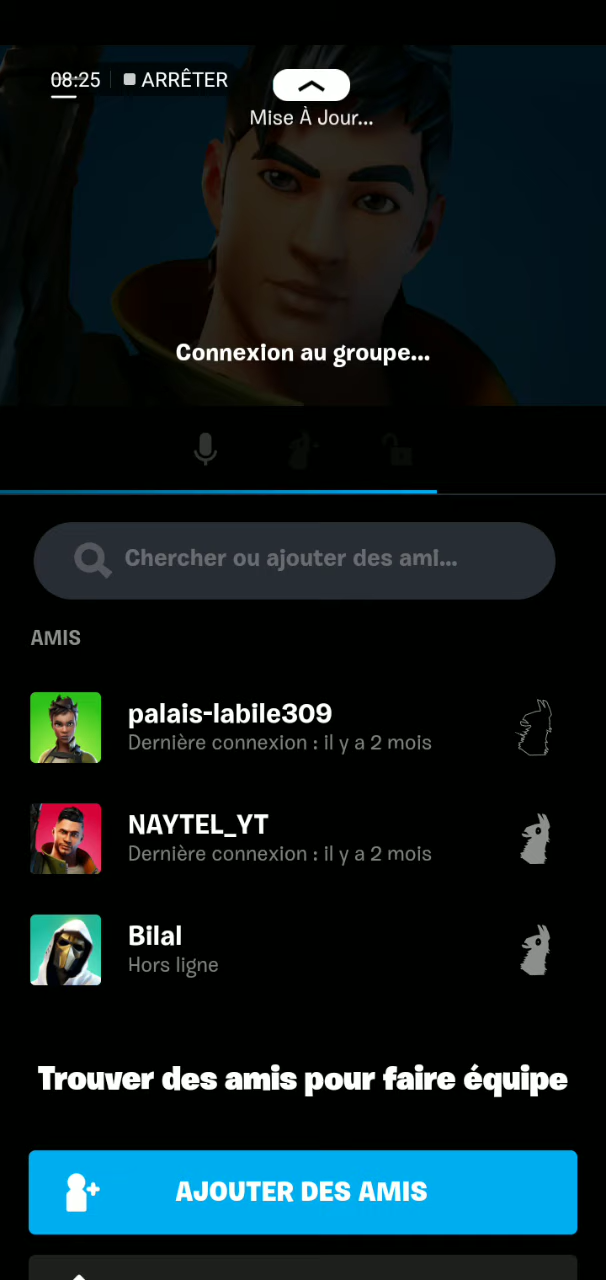 08:25 ARRÊTER
Mise À Jour...
Connexion au groupe...
Chercher ou ajouter des ami...
AMIS
palais-labile309
Dernière connexion : il y a 2 mois
NAYTEL_YT
Dernière connexion : il y a 2 mois
Bilal
Hors ligne
Trouver des amis pour faire équipe
AJOUTER DES AMIS